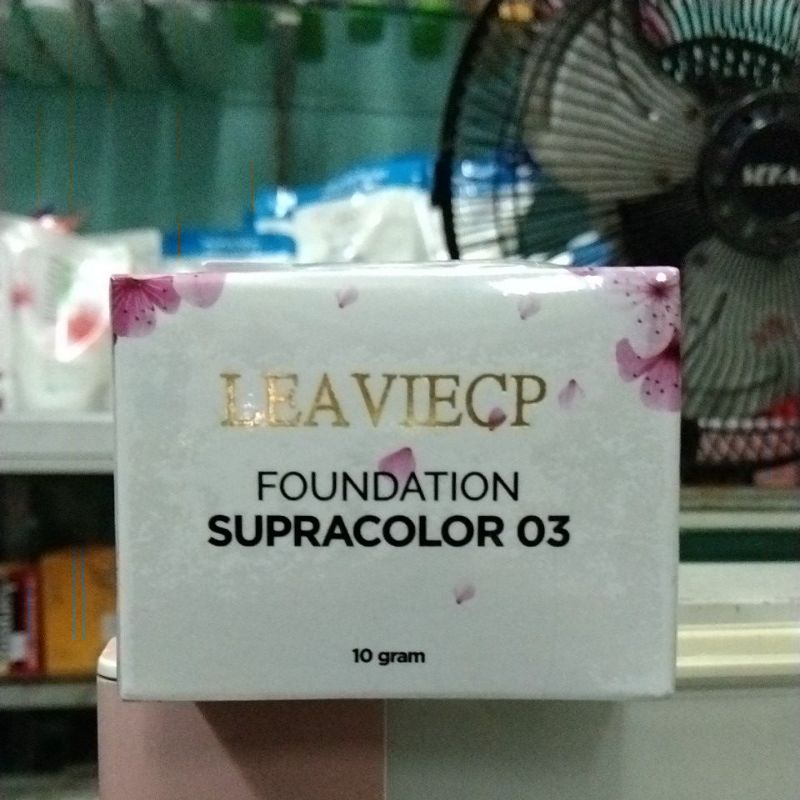 LEAVIECP
FOUNDATION
SUPRACOLOR 03
10 gram